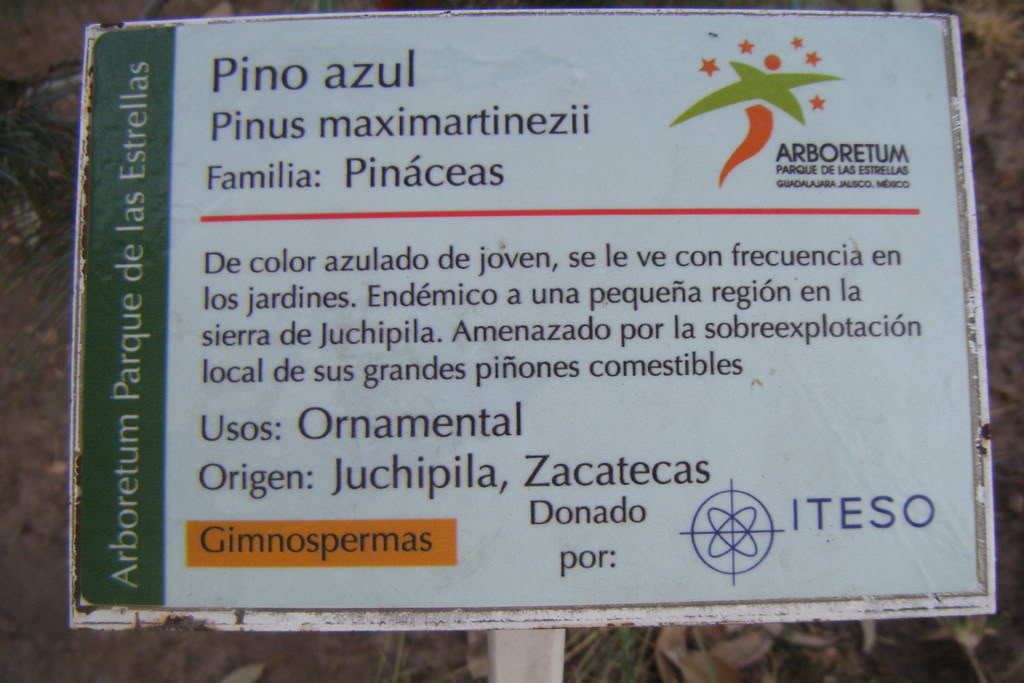 Arboretum Parque de las Estrellas
Pino azul
Pinus maximartinezii
Familia: Pináceas
ARBORETUM
PARQUE DE LAS ESTRELLAS
GUADALAJARA JALISCO, MÉXICO
De color azulado de joven, se le ve con frecuencia en
los jardines. Endémico a una pequeña región en la
sierra de Juchipila. Amenazado por la sobreexplotación
local de sus grandes piñones comestibles
Usos: Ornamental
Origen: Juchipila, Zacatecas
Gimnospermas
Donado
por:
ITESO